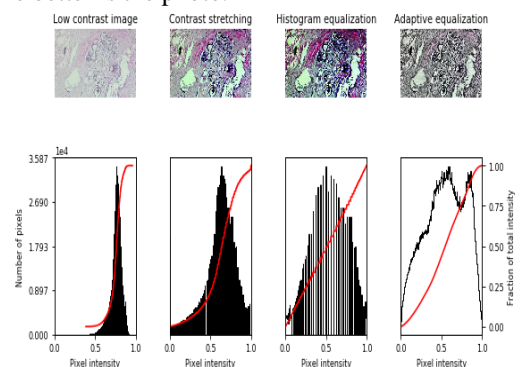 Low contrast image Contrast stretching Histogram equalization Adaptive equalization
1e4
3.587
2.690
1.793
0.897
0.000
Number of pixels
0.0 0.5 1.0
Pixel intensity
0.0 0.5 1.0
Pixel intensity
0.0 0.5 1.0
Pixel intensity
0.0 0.5 1.0
Pixel intensity
1.00
0.75
0.50
0.25
0.00
Fraction of total intensity